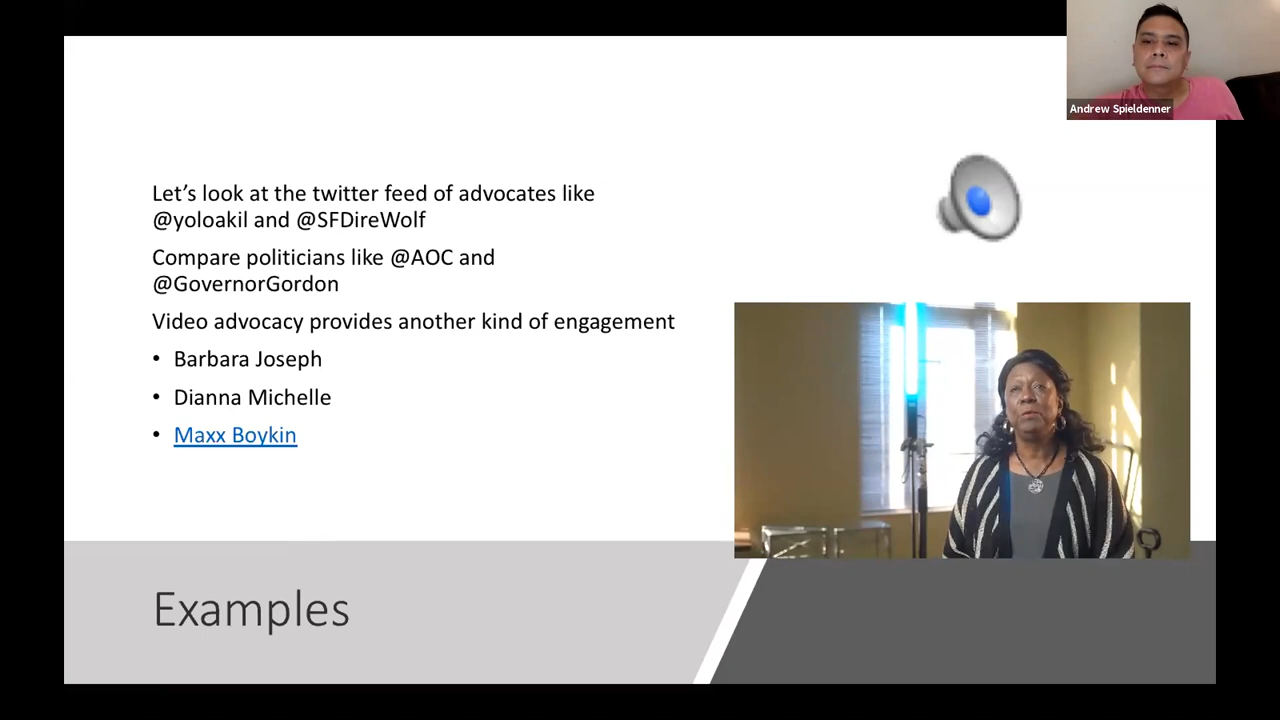 Andrew Spieldenner
Let’s look at the twitter feed of advocates like
@yoloakil and @SFDireWolf
Compare politicians like @AOC and
@GovernorGordon
Video advocacy provides another kind of engagement
• Barbara Joseph
• Dianna Michelle
• Maxx Boykin
Examples